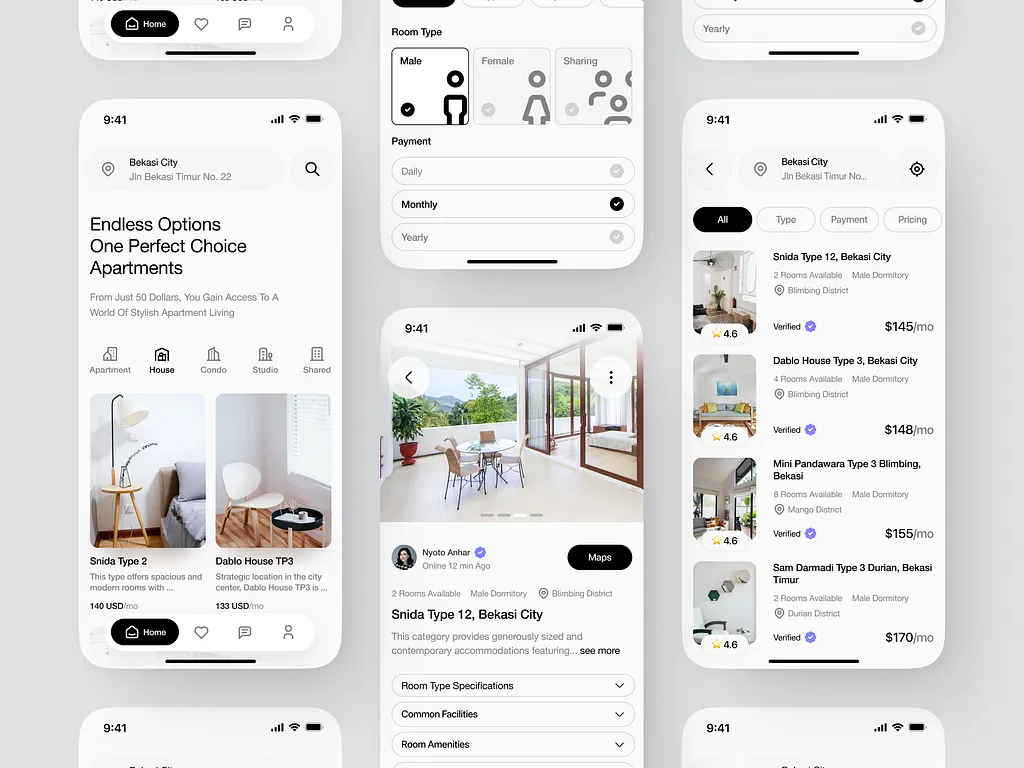 Home
9:41
Bekasi City
Jln Bekasi Timur No. 22
Endless Options
One Perfect Choice
Apartments
From Just 50 Dollars, You Gain Access To A
World Of Stylish Apartment Living
Apartment
House
Condo
Studio
Shared
Snida Type 2
This type offers spacious and
modern rooms with ...
140 USD/mo
Dablo House TP3
Strategic location in the city
center, Dablo House TP3 is ...
133 USD/mo
Home
9:41
Room Type
Male
Female
Sharing
Payment
Daily
Monthly
Yearly
9:41
Nyoto Anhar
Online 12 min Ago
Maps
2 Rooms Available
Male Dormitory
Blimbing District
Snida Type 12, Bekasi City
This category provides generously sized and
contemporary accommodations featuring... see more
Room Type Specifications
Common Facilities
Room Amenities
Yearly
9:41
Bekasi City
Jln Bekasi Timur No...
All
Type
Payment
Pricing
Snida Type 12, Bekasi City
2 Rooms Available
Male Dormitory
Blimbing District
4.6
Verified
$145/mo
Dablo House Type 3, Bekasi City
4 Rooms Available
Male Dormitory
Blimbing District
4.6
Verified
$148/mo
Mini Pandawara Type 3 Blimbing,
Bekasi
8 Rooms Available
Male Dormitory
Mango District
4.6
Verified
$155/mo
Sam Darmadi Type 3 Durian, Bekasi
Timur
2 Rooms Available
Male Dormitory
Durian District
4.6
Verified
$170/mo
9:41